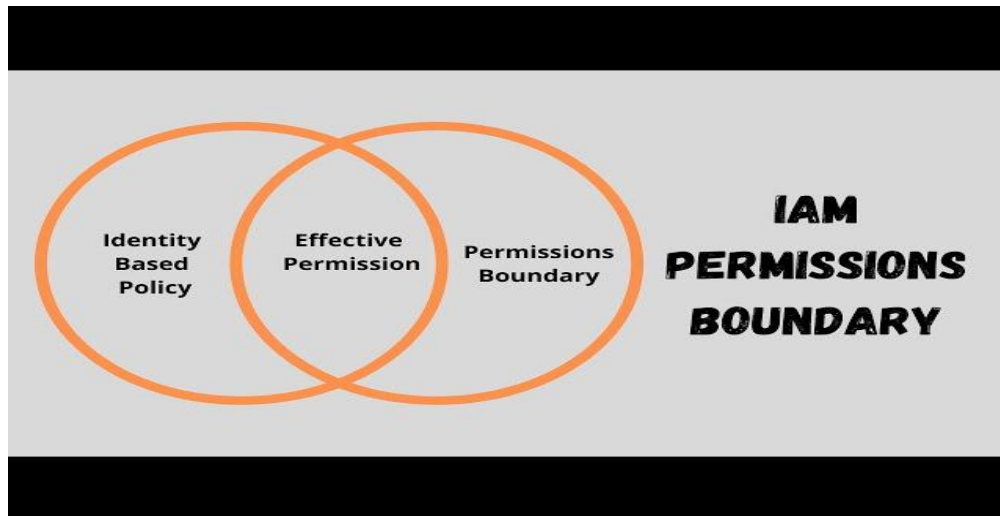 Identity
Based
Policy
Effective
Permission
Permissions
Boundary
IAM
PERMISSIONS
BOUNDARY